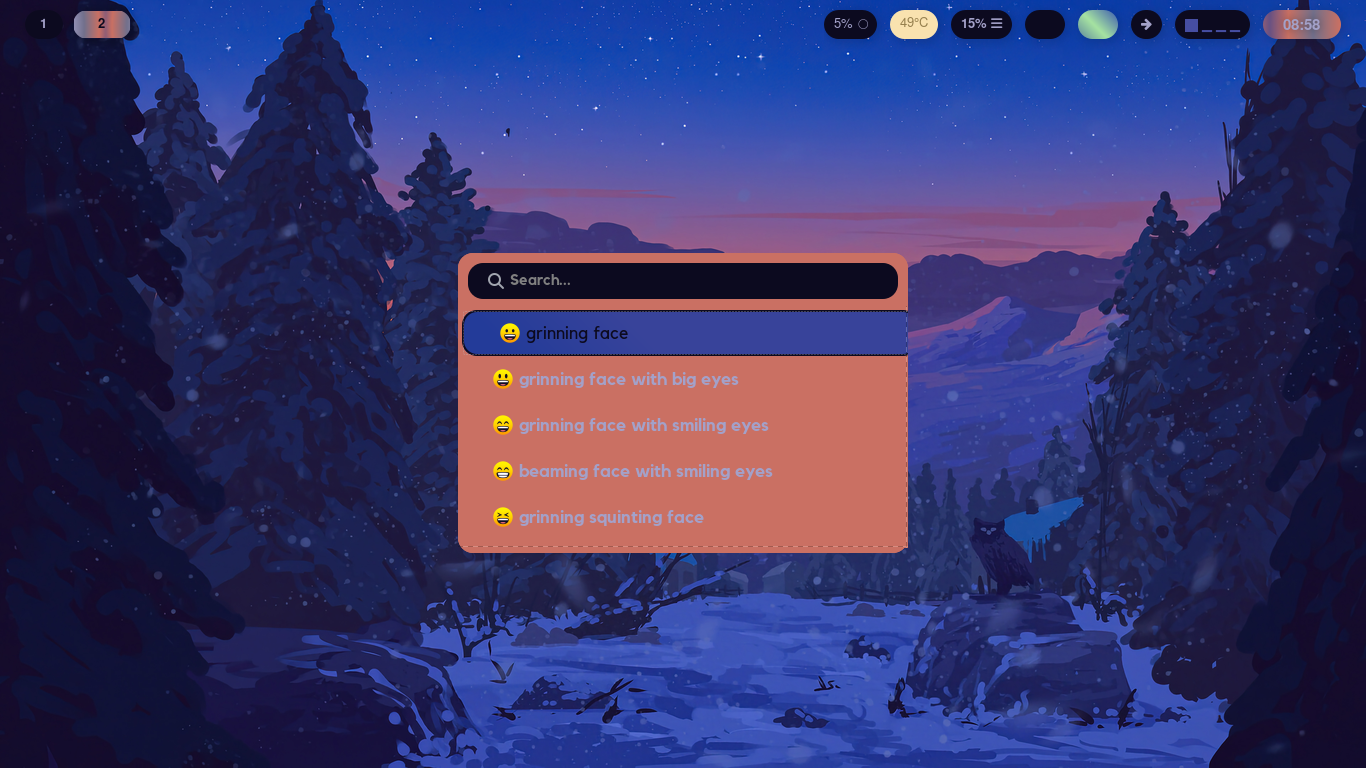 1 2 5% 49°C 15% 08:58
Search...
😀 grinning face
😃 grinning face with big eyes
😄 grinning face with smiling eyes
😁 beaming face with smiling eyes
😆 grinning squinting face